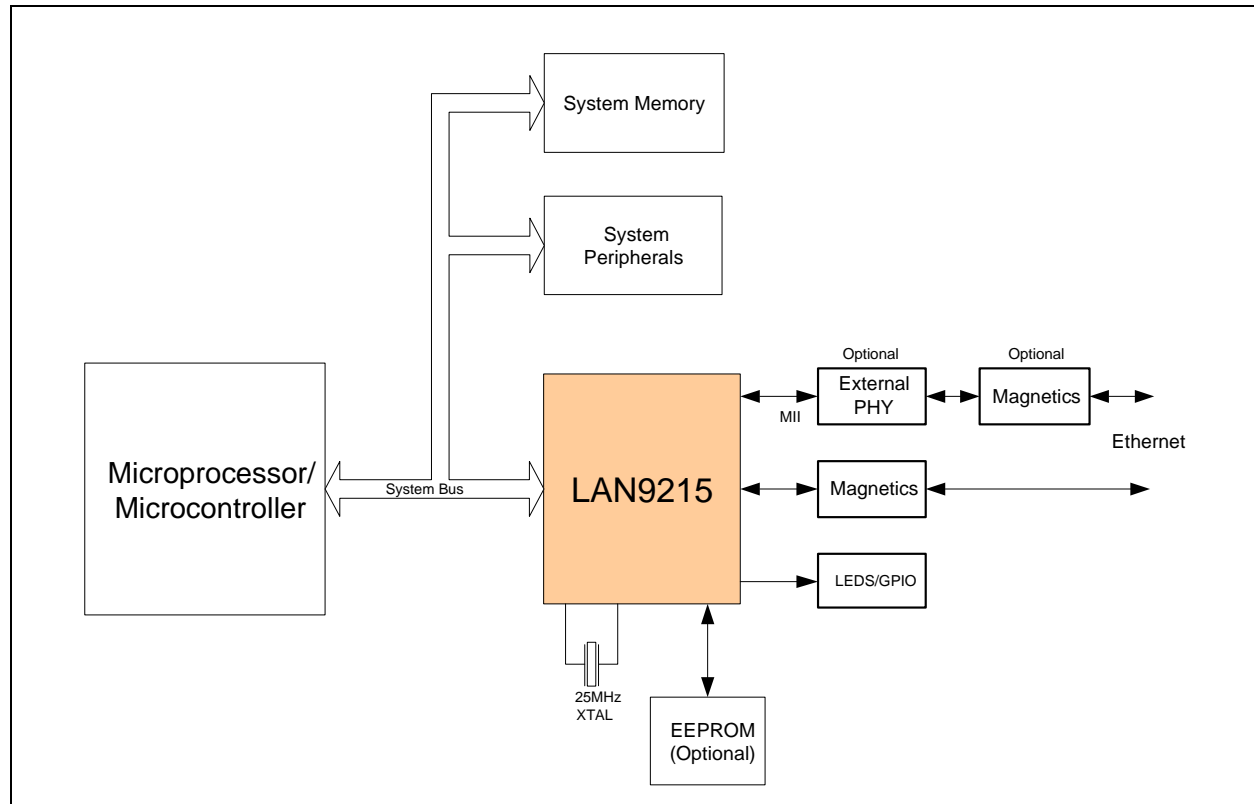 System Memory
System
Peripherals
Optional
Optional
External
PHY
Magnetics
MII
Ethernet
Microprocessor/
Microcontroller
System Bus
LAN9215
Magnetics
LEDS/GPIO
25MHz
XTAL
EEPROM
(Optional)